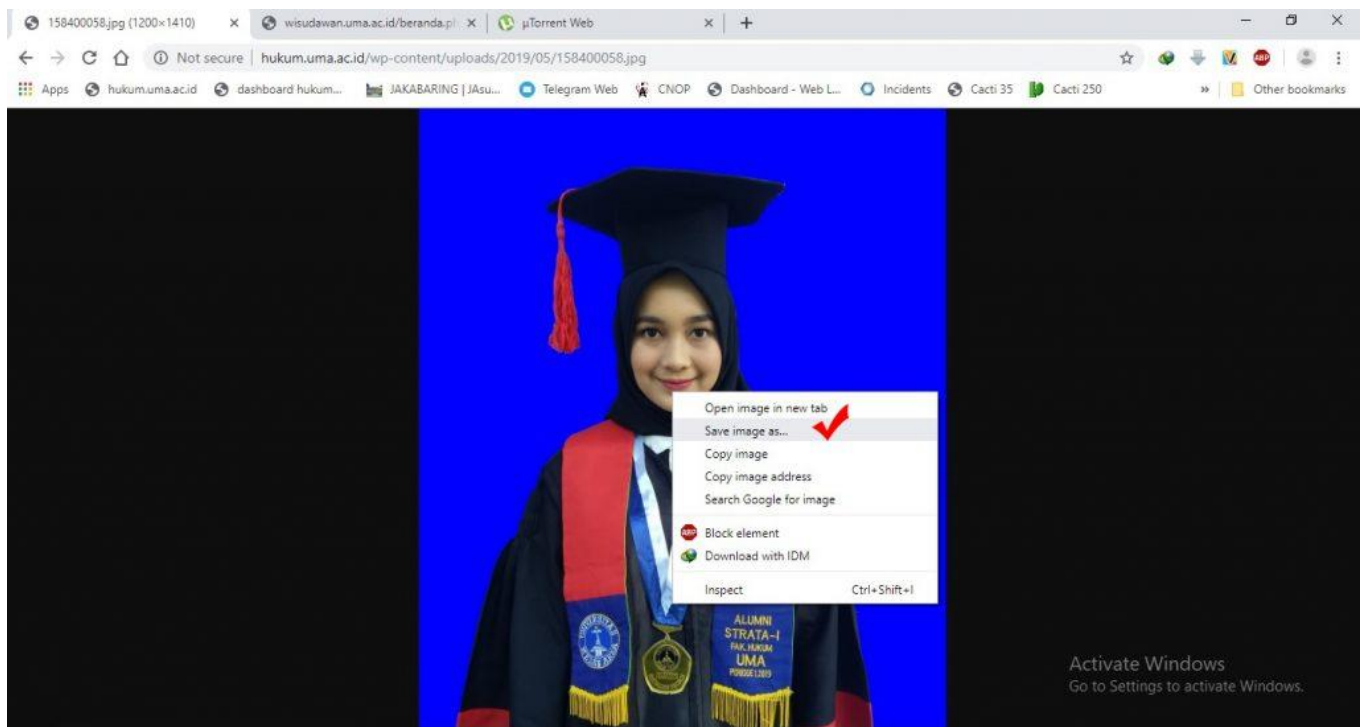 158400058.jpg (1200×1410)
wisudawan.uma.ac.id/beranda.p
µTorrent Web
Not secure | hukum.uma.ac.id/wp-content/uploads/2019/05/158400058.jpg
Apps hukum.uma.ac.id dashboard hukum... JAKABARING | JAsu... Telegram Web CNOP Dashboard - Web L... Incidents Cacti 35 Cacti 250 » Other bookmarks
Open image in new tab
Save image as...
Copy image
Copy image address
Search Google for image
ABP Block element
Download with IDM
Inspect Ctrl+Shift+I
ALUMNI
STRATA-I
FAK. HUKUM
UMA
PERIODE I 2019
Activate Windows
Go to Settings to activate Windows.